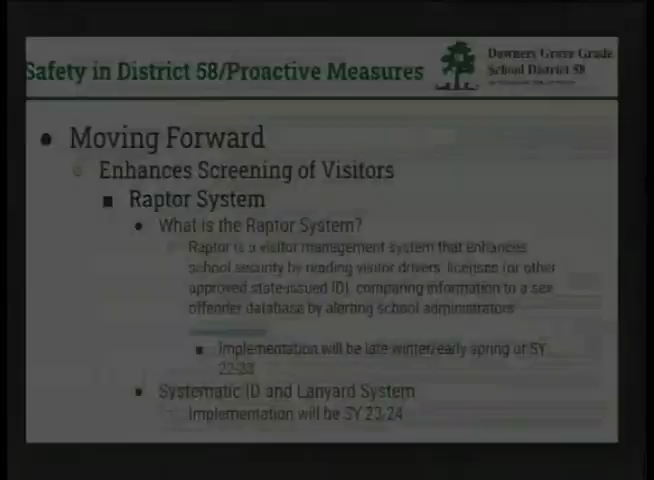 Safety in District 58/Proactive Measures
Downers Grove Grade
School District 58
• Moving Forward
Enhances Screening of Visitors
■ Raptor System
• What is the Raptor System?
Raptor is a visitor management system that enhances
school security by reading visitor drivers' licenses (or other
approved state-issued ID), comparing information to a sex
offender database by alerting school administrators
■ Implementation will be late winter/early spring of SY
22-23
• Systematic ID and Lanyard System
Implementation will be SY 23-24